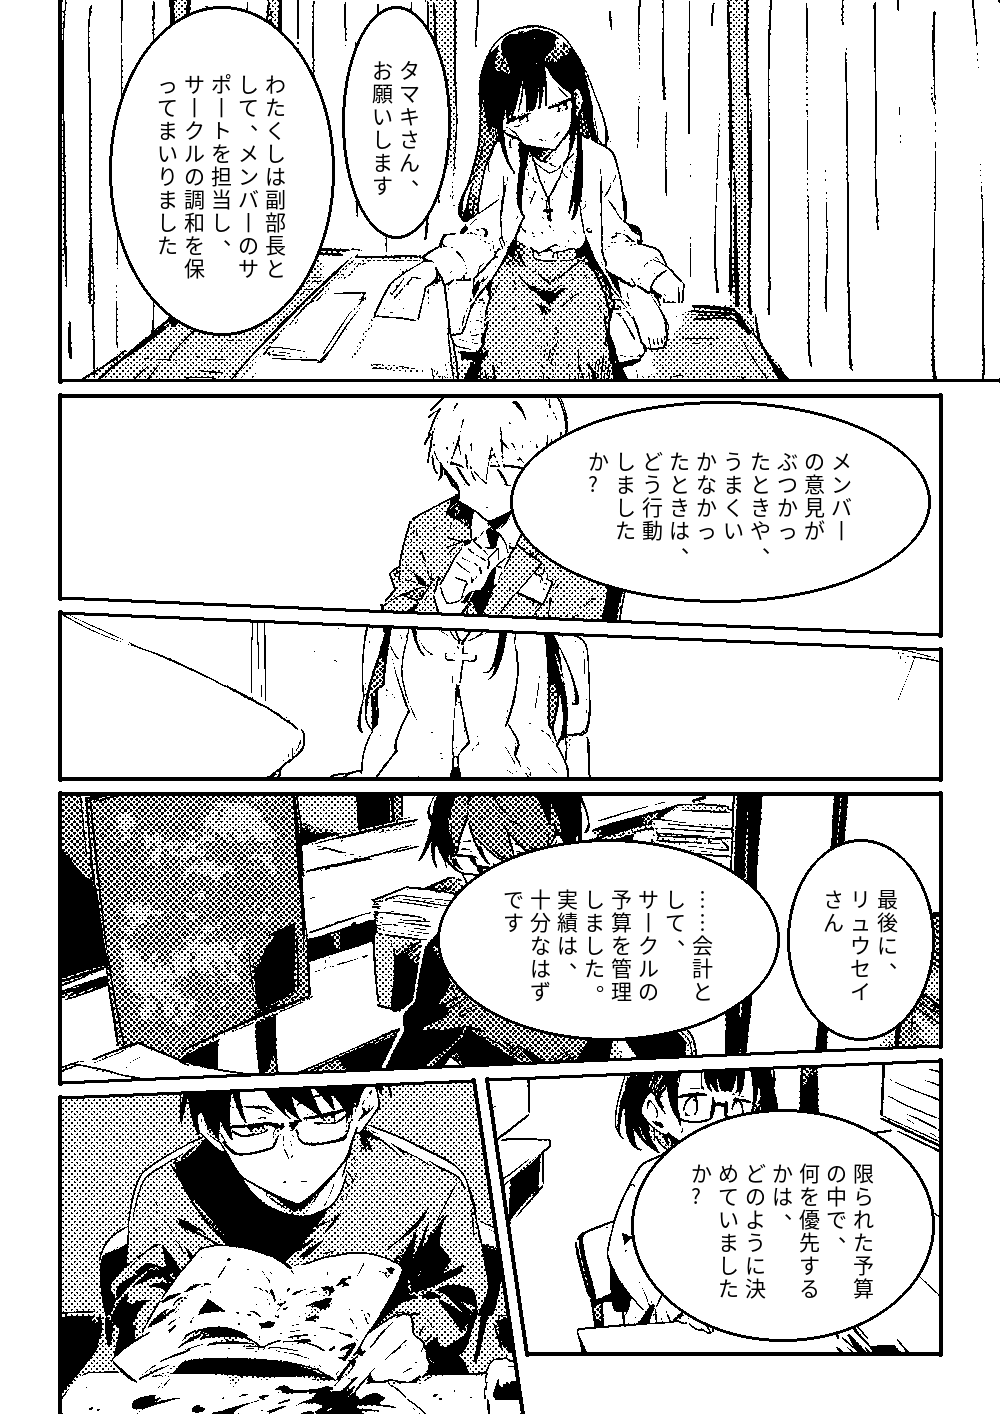 タマキさん、
お願いします
わたくしは副部長と
して、メンバーのサ
ポートを担当し、
サークルの調和を保
ってまいりました
メンバー
の意見が
ぶつかっ
たときや、
うまくい
かなかっ
たときは、
どう行動
しました
か?
最後に、
リュウセイ
さん
……会計と
して、
サークルの
予算を管理
しました。
実績は、
十分なはず
です
限られた予算
の中で、
何を優先する
かは、
どのように決
めていました
か?